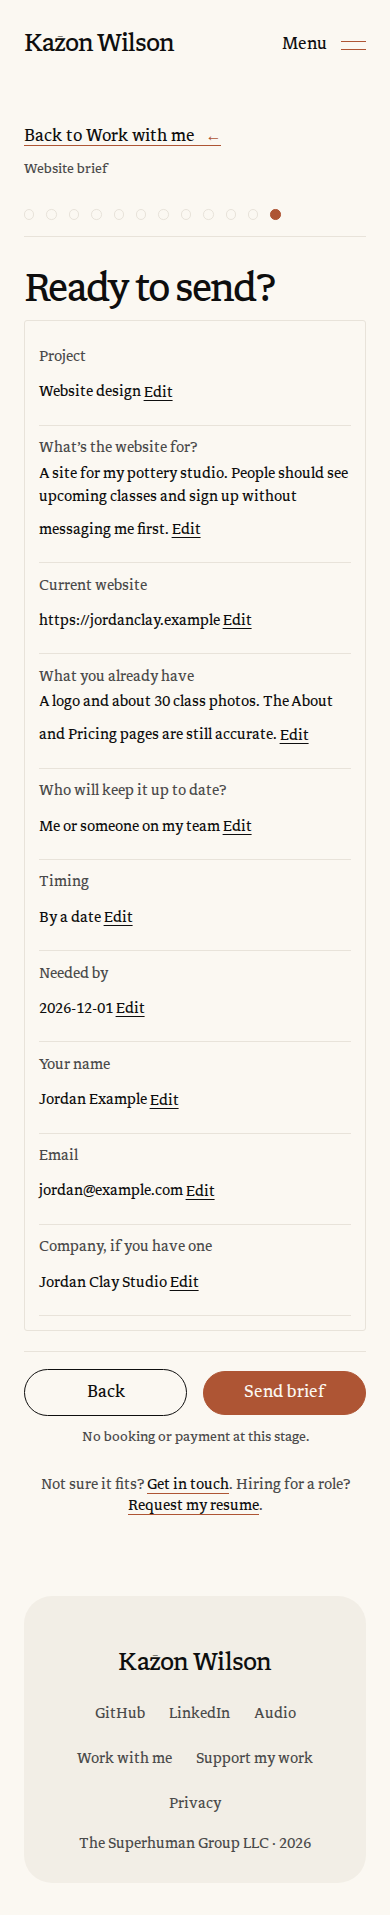 Kažon Wilson
Menu
Back to Work with me ←
Website brief
Ready to send?
Project
Website design Edit
What's the website for?
A site for my pottery studio. People should see
upcoming classes and sign up without
messaging me first. Edit
Current website
https://jordanclay.example Edit
What you already have
A logo and about 30 class photos. The About
and Pricing pages are still accurate. Edit
Who will keep it up to date?
Me or someone on my team Edit
Timing
By a date Edit
Needed by
2026-12-01 Edit
Your name
Jordan Example Edit
Email
jordan@example.com Edit
Company, if you have one
Jordan Clay Studio Edit
Back
Send brief
No booking or payment at this stage.
Not sure it fits? Get in touch. Hiring for a role?
Request my resume.
Kažon Wilson
GitHub LinkedIn Audio
Work with me Support my work
Privacy
The Superhuman Group LLC · 2026